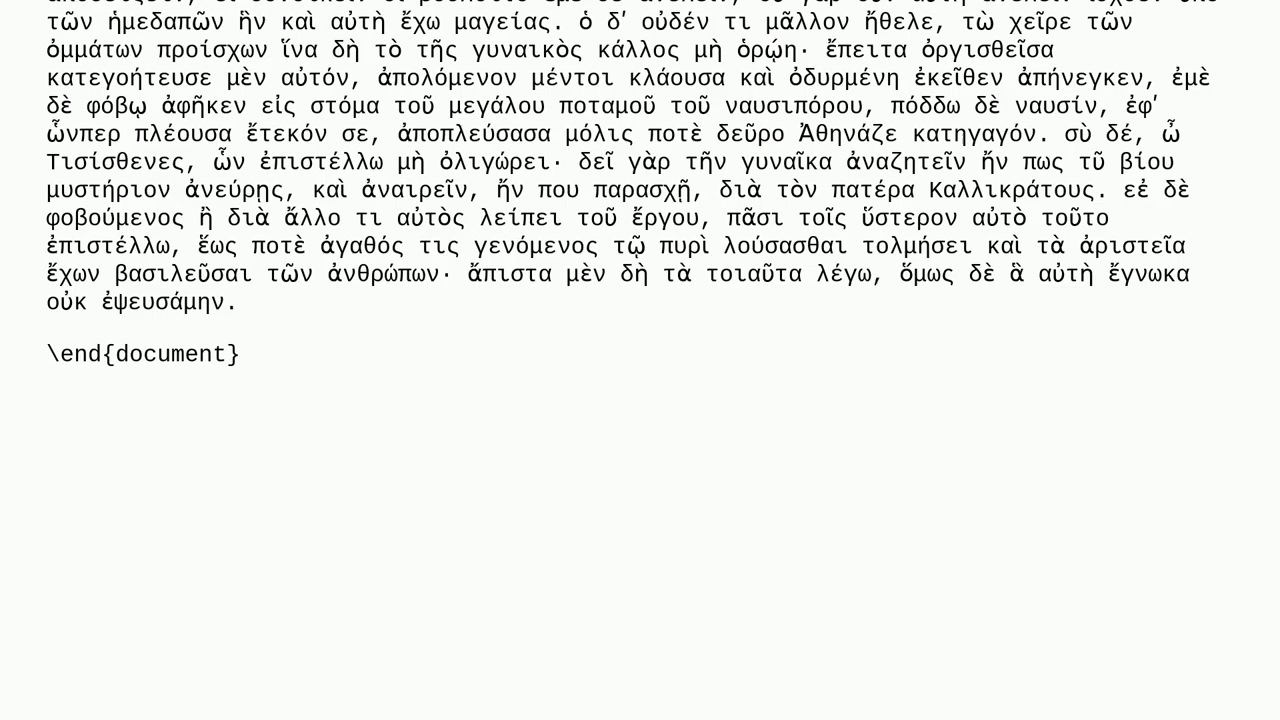 τῶν ἡμεδαπῶν ἣν καὶ αὐτὴ ἔχω μαγείας. ὁ δʹ οὐδέν τι μᾶλλον ἤθελε, τὼ χεῖρε τῶν
ὀμμάτων προίσχων ἵνα δὴ τὸ τῆς γυναικὸς κάλλος μὴ ὁρῴη· ἔπειτα ὀργισθεῖσα
κατεγοήτευσε μὲν αὐτόν, ἀπολόμενον μέντοι κλάουσα καὶ ὀδυρμένη ἐκεῖθεν ἀπήνεγκεν, ἐμὲ
δὲ φόβῳ ἀφῆκεν εἰς στόμα τοῦ μεγάλου ποταμοῦ τοῦ ναυσιπόρου, πόδδω δὲ ναυσίν, ἐφʹ
ὧνπερ πλέουσα ἔτεκόν σε, ἀποπλεύσασα μόλις ποτὲ δεῦρο Ἀθηνάζε κατηγαγόν. σὺ δέ, ὦ
Τισίσθενες, ὧν ἐπιστέλλω μὴ ὀλιγώρει· δεῖ γὰρ τῆν γυναῖκα ἀναζητεῖν ἤν πως τῦ βίου
μυστήριον ἀνεύρῃς, καὶ ἀναιρεῖν, ἤν που παρασχῇ, διὰ τὸν πατέρα Καλλικράτους. εἐ δὲ
φοβούμενος ἢ διὰ ἄλλο τι αὐτὸς λείπει τοῦ ἔργου, πᾶσι τοῖς ὕστερον αὐτὸ τοῦτο
ἐπιστέλλω, ἕως ποτὲ ἀγαθός τις γενόμενος τῷ πυρὶ λούσασθαι τολμήσει καὶ τὰ ἀριστεῖα
ἔχων βασιλεῦσαι τῶν ἀνθρώπων· ἄπιστα μὲν δὴ τὰ τοιαῦτα λέγω, ὅμως δὲ ἃ αὐτὴ ἔγνωκα
οὐκ ἐψευσάμην.
\end{document}